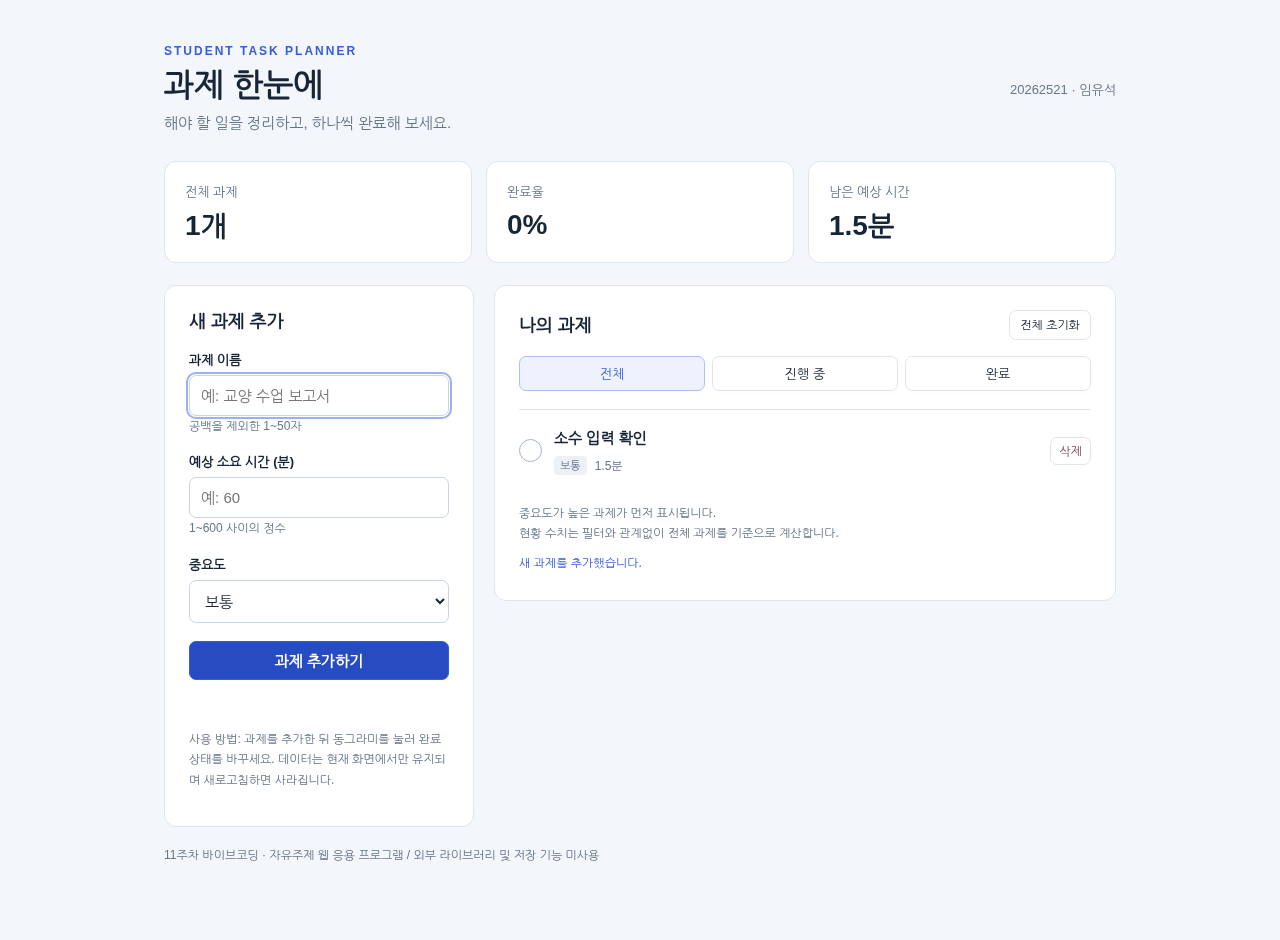 STUDENT TASK PLANNER
과제 한눈에
20262521 · 임유석
해야 할 일을 정리하고, 하나씩 완료해 보세요.
전체 과제
1개
완료율
0%
남은 예상 시간
1.5분
새 과제 추가
과제 이름
예: 교양 수업 보고서
공백을 제외한 1~50자
예상 소요 시간 (분)
예: 60
1~600 사이의 정수
중요도
보통
과제 추가하기
사용 방법: 과제를 추가한 뒤 동그라미를 눌러 완료
상태를 바꾸세요. 데이터는 현재 화면에서만 유지되
며 새로고침하면 사라집니다.
나의 과제
전체 초기화
전체
진행 중
완료
소수 입력 확인
보통 1.5분
삭제
중요도가 높은 과제가 먼저 표시됩니다.
현황 수치는 필터와 관계없이 전체 과제를 기준으로 계산합니다.
새 과제를 추가했습니다.
11주차 바이브코딩 · 자유주제 웹 응용 프로그램 / 외부 라이브러리 및 저장 기능 미사용